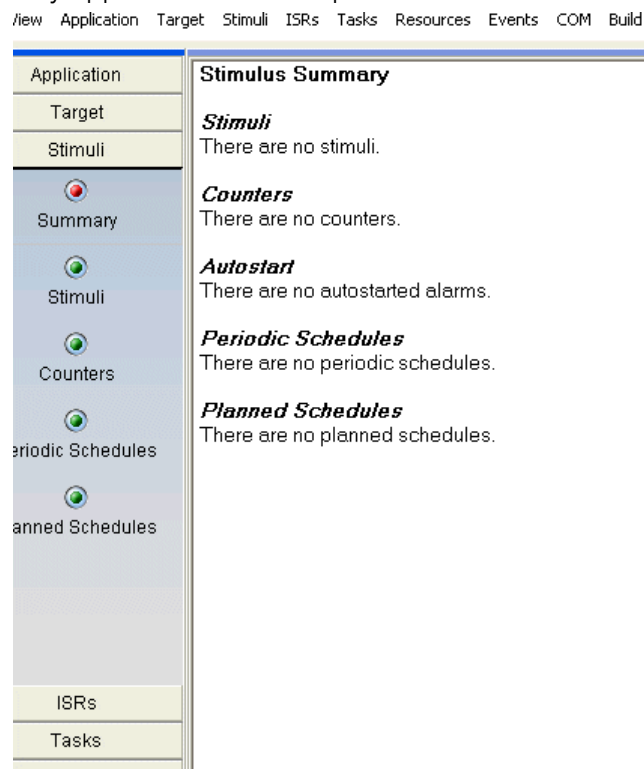 View Application Target Stimuli ISRs Tasks Resources Events COM Build
Application
Target
Stimuli
Summary
Stimuli
Counters
eriodic Schedules
anned Schedules
ISRs
Tasks
Stimulus Summary
Stimuli
There are no stimuli.
Counters
There are no counters.
Autostart
There are no autostarted alarms.
Periodic Schedules
There are no periodic schedules.
Planned Schedules
There are no planned schedules.